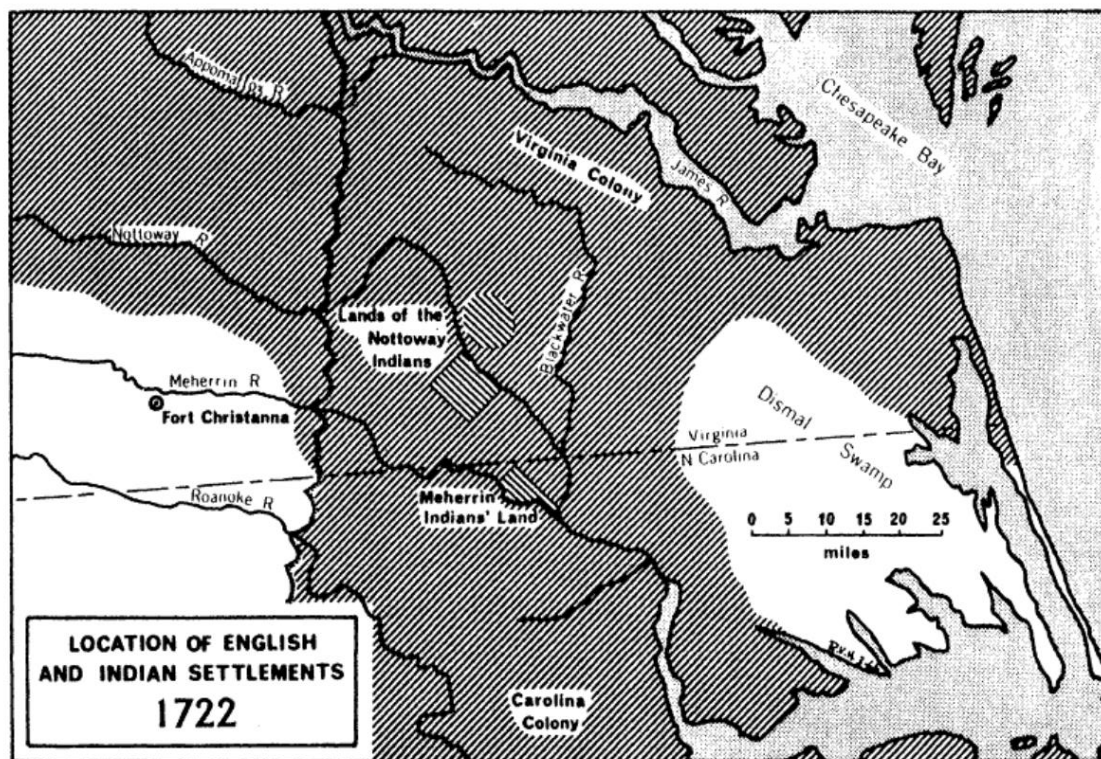 Appomattox R
Chesapeake Bay
Virginia Colony
James R
Nottoway R
Lands of the
Nottoway
Indians
Blackwater R
Meherrin R
Fort Christanna
Dismal
Swamp
Virginia
N Carolina
Roanoke R
Meherrin
Indians' Land
0 5 10 15 20 25
miles
LOCATION OF ENGLISH
AND INDIAN SETTLEMENTS
1722
Carolina
Colony